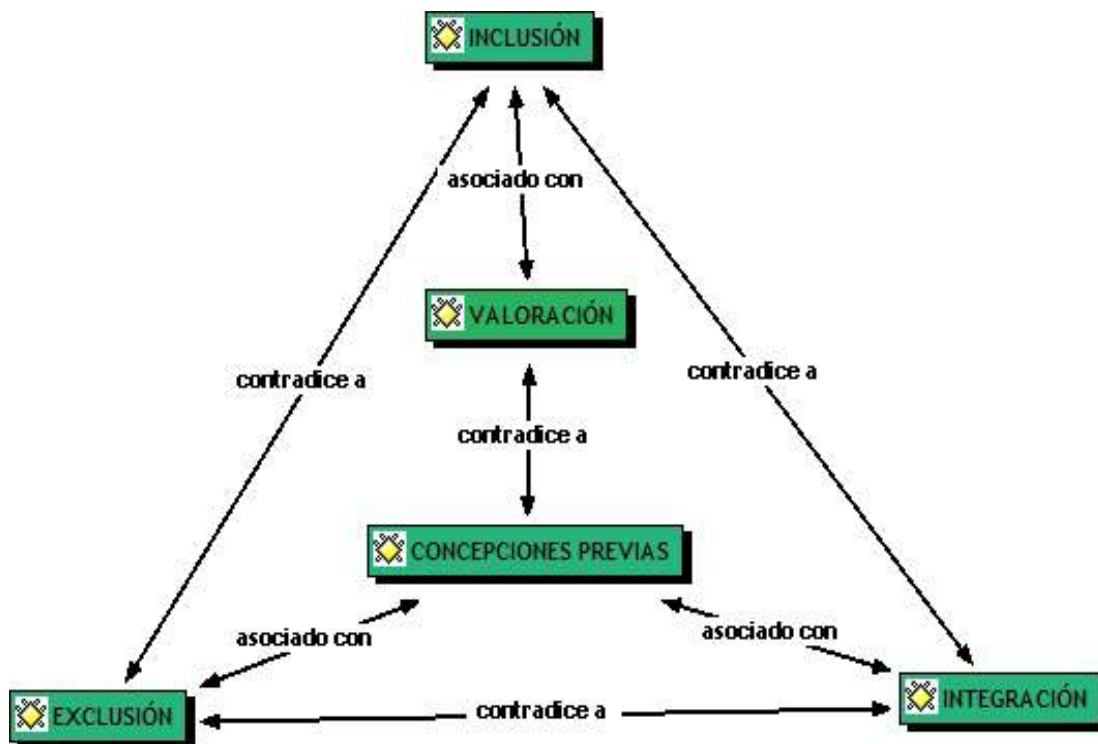 INCLUSIÓN
asociado con
VALORACIÓN
contradice a
contradice a
contradice a
CONCEPCIONES PREVIAS
asociado con
asociado con
EXCLUSIÓN
contradice a
INTEGRACIÓN